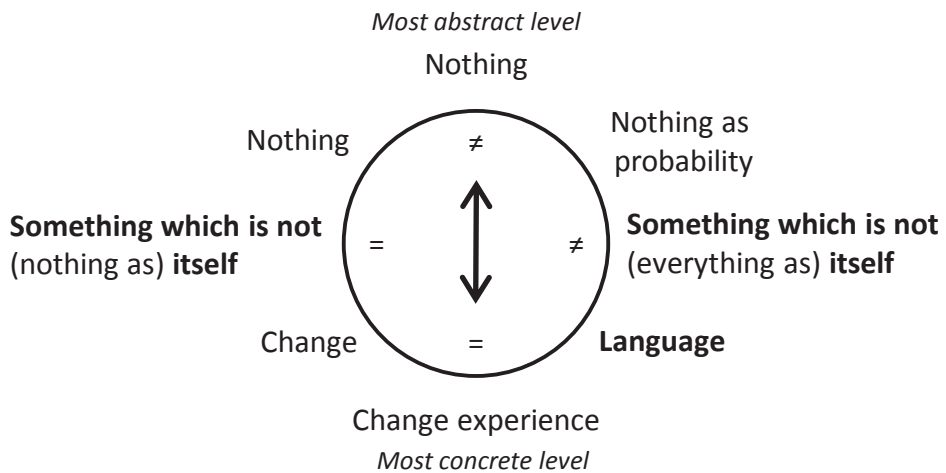 Most abstract level
Nothing
Nothing
≠
Nothing as
probability
Something which is not
(nothing as) itself
=
≠
Something which is not
(everything as) itself
Change
=
Language
Change experience
Most concrete level